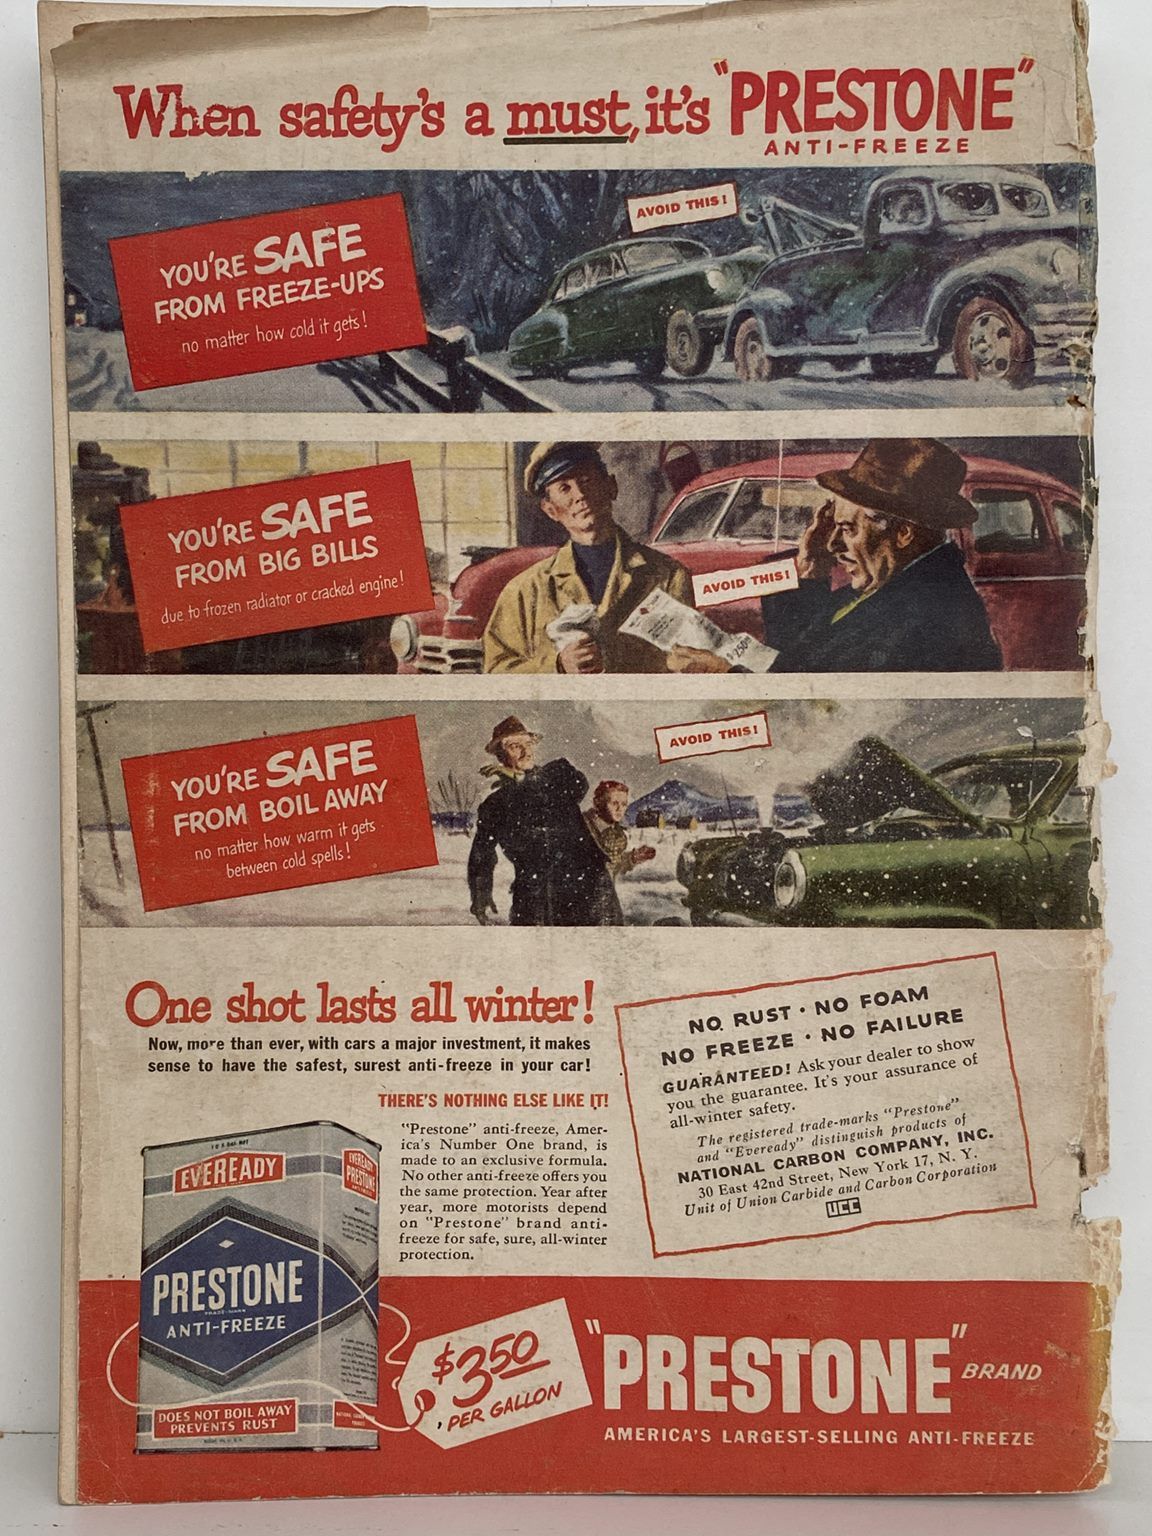 When safety's a must, it's "PRESTONE"
ANTI-FREEZE
YOU'RE SAFE
FROM FREEZE-UPS
no matter how cold it gets!
AVOID THIS!
YOU'RE SAFE
FROM BIG BILLS
due to frozen radiator or cracked engine!
AVOID THIS!
YOU'RE SAFE
FROM BOIL AWAY
no matter how warm it gets
between cold spells!
AVOID THIS!
One shot lasts all winter!
Now, more than ever, with cars a major investment, it makes
sense to have the safest, surest anti-freeze in your car!
THERE'S NOTHING ELSE LIKE IT!
"Prestone" anti-freeze, Amer-
ica's Number One brand, is
made to an exclusive formula.
No other anti-freeze offers you
the same protection. Year after
year, more motorists depend
on "Prestone" brand anti-
freeze for safe, sure, all-winter
protection.
NO RUST · NO FOAM
NO FREEZE · NO FAILURE
GUARANTEED! Ask your dealer to show
you the guarantee. It's your assurance of
all-winter safety.
The registered trade-marks "Prestone"
and "Eveready" distinguish products of
NATIONAL CARBON COMPANY, INC.
30 East 42nd Street, New York 17, N. Y.
Unit of Union Carbide and Carbon Corporation
UCC
EVEREADY
PRESTONE
TRADE-MARK
ANTI-FREEZE
DOES NOT BOIL AWAY
PREVENTS RUST
EVEREADY
PRESTONE
$3.50
PER GALLON
"PRESTONE" BRAND
AMERICA'S LARGEST-SELLING ANTI-FREEZE